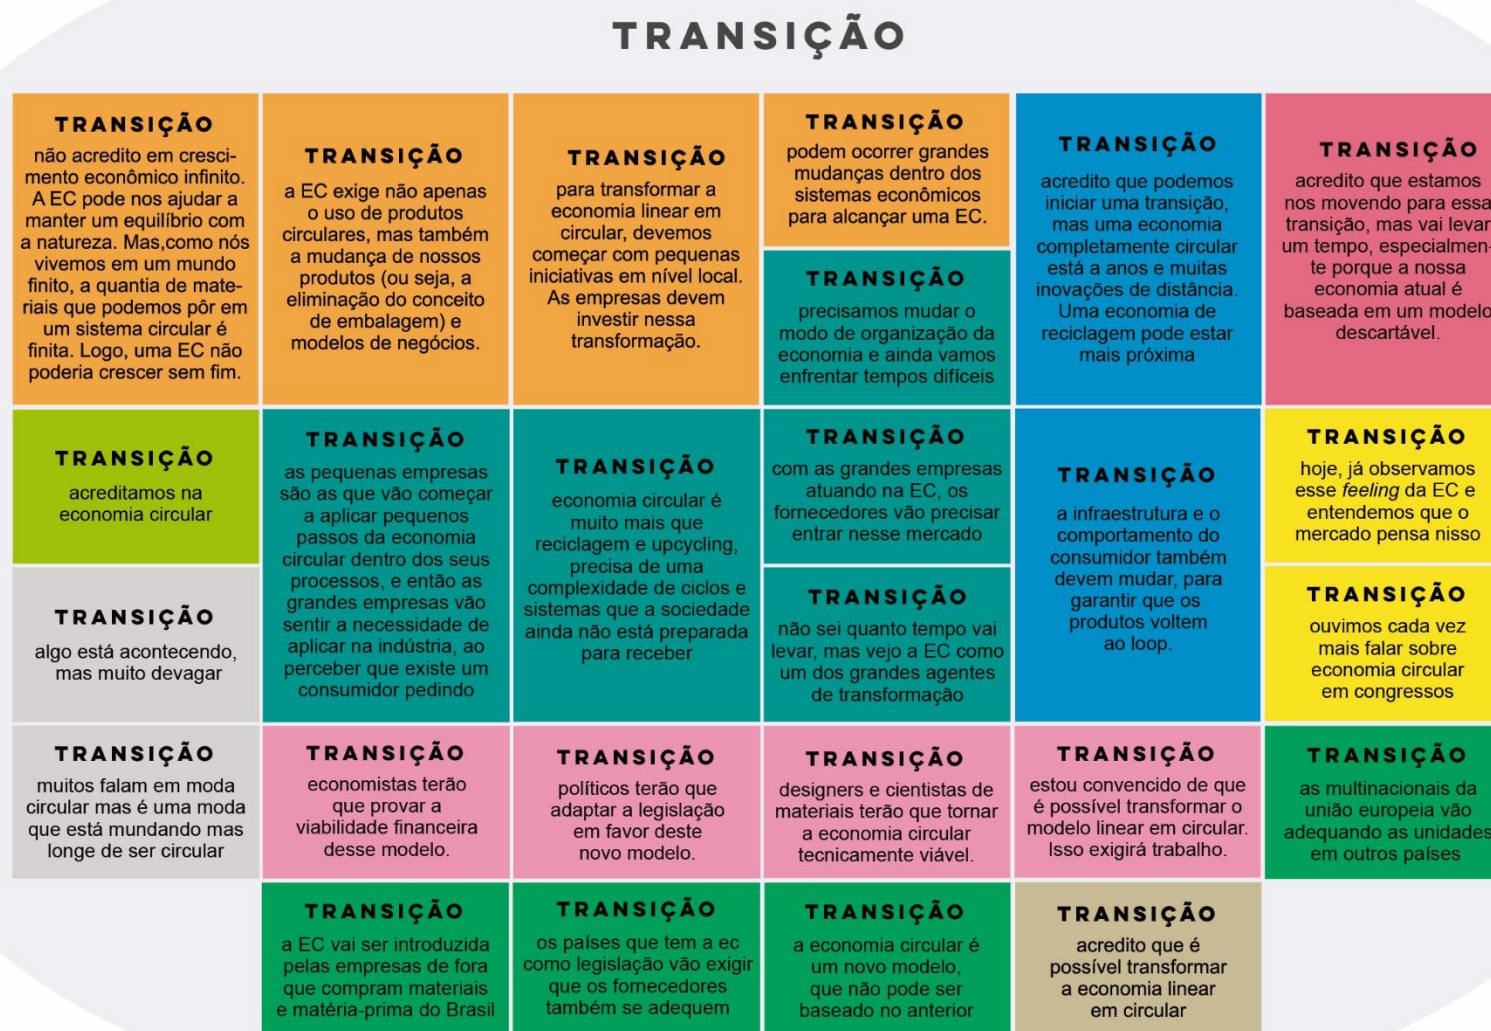 TRANSIÇÃO
TRANSIÇÃO
não acredito em cresci-
mento econômico infinito.
A EC pode nos ajudar a
manter um equilíbrio com
a natureza. Mas,como nós
vivemos em um mundo
finito, a quantia de mate-
riais que podemos pôr em
um sistema circular é
finita. Logo, uma EC não
poderia crescer sem fim.
TRANSIÇÃO
a EC exige não apenas
o uso de produtos
circulares, mas também
a mudança de nossos
produtos (ou seja, a
eliminação do conceito
de embalagem) e
modelos de negócios.
TRANSIÇÃO
para transformar a
economia linear em
circular, devemos
começar com pequenas
iniciativas em nível local.
As empresas devem
investir nessa
transformação.
TRANSIÇÃO
podem ocorrer grandes
mudanças dentro dos
sistemas econômicos
para alcançar uma EC.
TRANSIÇÃO
precisamos mudar o
modo de organização da
economia e ainda vamos
enfrentar tempos difíceis
TRANSIÇÃO
acredito que podemos
iniciar uma transição,
mas uma economia
completamente circular
está a anos e muitas
inovações de distância.
Uma economia de
reciclagem pode estar
mais próxima
TRANSIÇÃO
acredito que estamos
nos movendo para essa
transição, mas vai levar
um tempo, especialmen-
te porque a nossa
economia atual é
baseada em um modelo
descartável.
TRANSIÇÃO
acreditamos na
economia circular
TRANSIÇÃO
algo está acontecendo,
mas muito devagar
TRANSIÇÃO
as pequenas empresas
são as que vão começar
a aplicar pequenos
passos da economia
circular dentro dos seus
processos, e então as
grandes empresas vão
sentir a necessidade de
aplicar na indústria, ao
perceber que existe um
consumidor pedindo
TRANSIÇÃO
economia circular é
muito mais que
reciclagem e upcycling,
precisa de uma
complexidade de ciclos e
sistemas que a sociedade
ainda não está preparada
para receber
TRANSIÇÃO
com as grandes empresas
atuando na EC, os
fornecedores vão precisar
entrar nesse mercado
TRANSIÇÃO
não sei quanto tempo vai
levar, mas vejo a EC como
um dos grandes agentes
de transformação
TRANSIÇÃO
a infraestrutura e o
comportamento do
consumidor também
devem mudar, para
garantir que os
produtos voltem
ao loop.
TRANSIÇÃO
hoje, já observamos
esse feeling da EC e
entendemos que o
mercado pensa nisso
TRANSIÇÃO
ouvimos cada vez
mais falar sobre
economia circular
em congressos
TRANSIÇÃO
muitos falam em moda
circular mas é uma moda
que está mundando mas
longe de ser circular
TRANSIÇÃO
economistas terão
que provar a
viabilidade financeira
desse modelo.
TRANSIÇÃO
políticos terão que
adaptar a legislação
em favor deste
novo modelo.
TRANSIÇÃO
designers e cientistas de
materiais terão que tornar
a economia circular
tecnicamente viável.
TRANSIÇÃO
estou convencido de que
é possível transformar o
modelo linear em circular.
Isso exigirá trabalho.
TRANSIÇÃO
as multinacionais da
união europeia vão
adequando as unidades
em outros países
TRANSIÇÃO
a EC vai ser introduzida
pelas empresas de fora
que compram materiais
e matéria-prima do Brasil
TRANSIÇÃO
os países que tem a ec
como legislação vão exigir
que os fornecedores
também se adequem
TRANSIÇÃO
a economia circular é
um novo modelo,
que não pode ser
baseado no anterior
TRANSIÇÃO
acredito que é
possível transformar
a economia linear
em circular